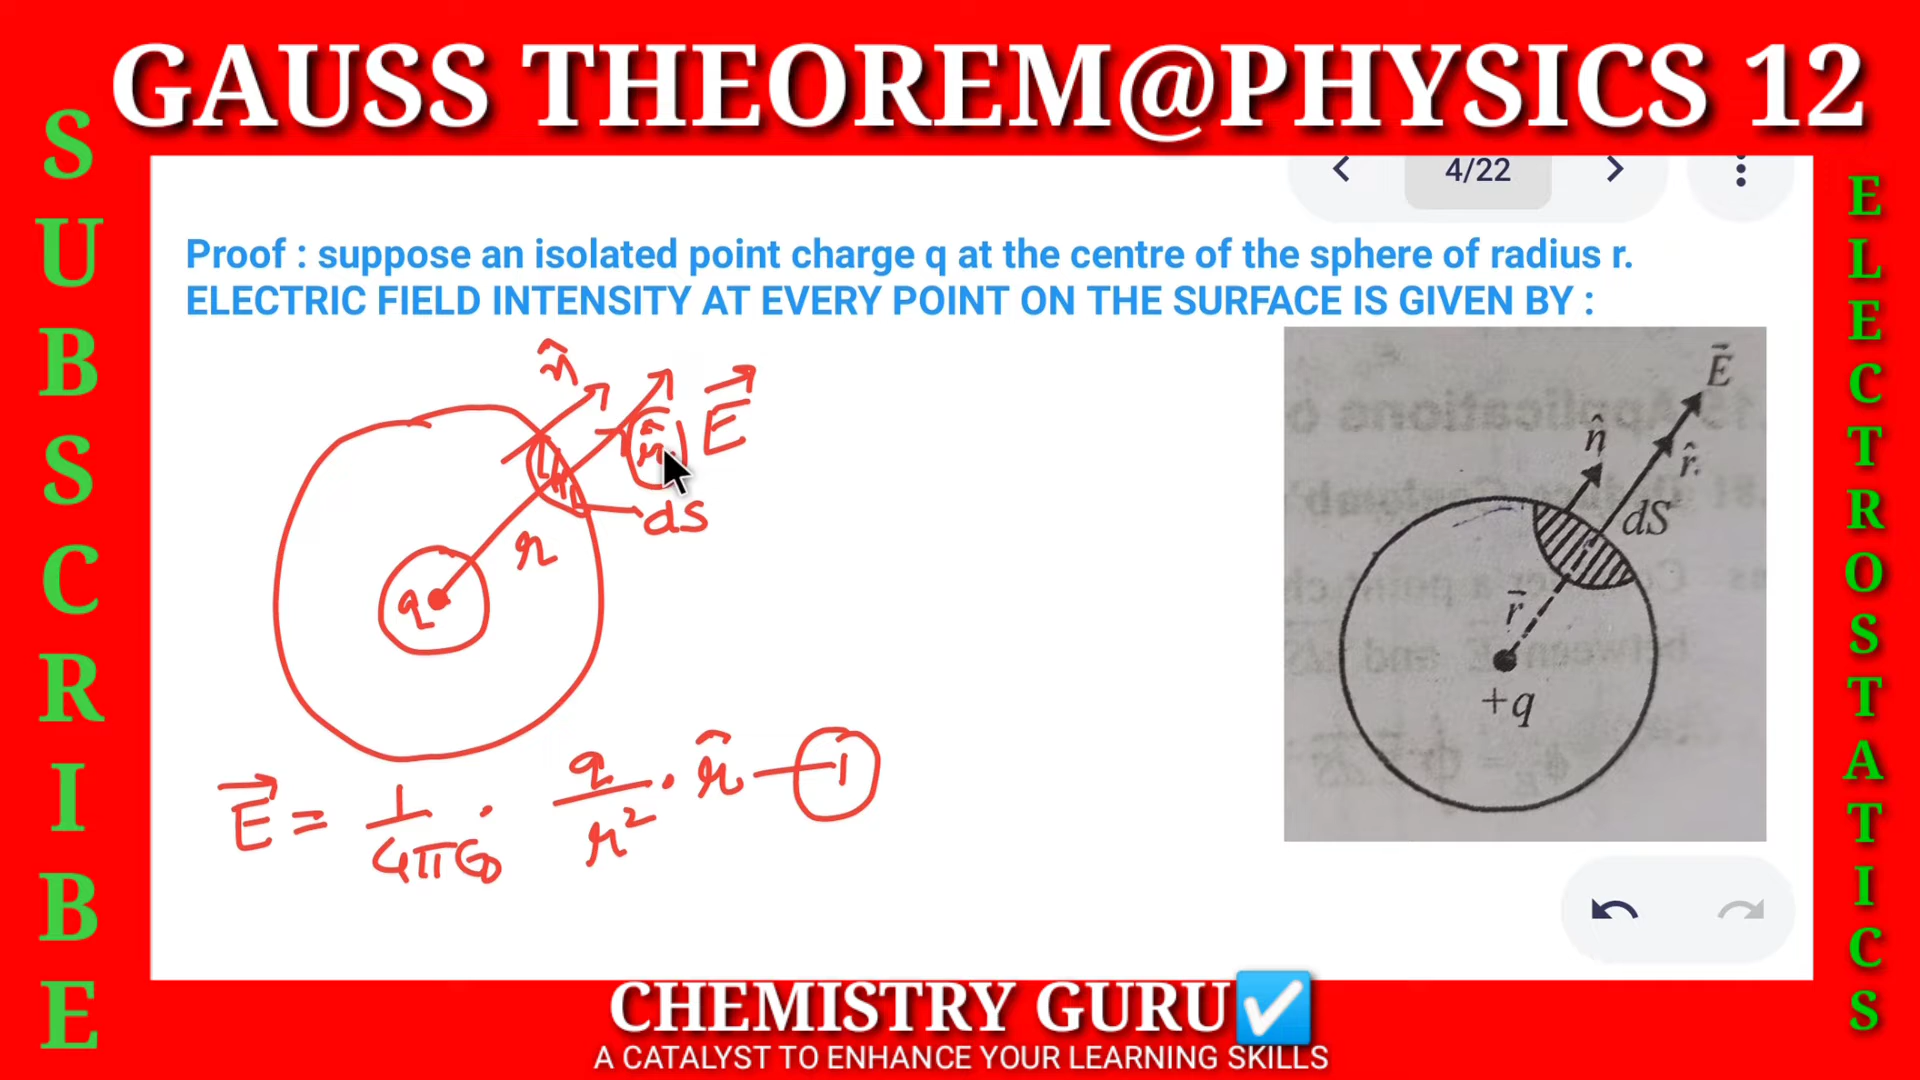 GAUSS THEOREM@PHYSICS 12
SUBSCRIBE
ELECTROSTATICS
4/22
Proof : suppose an isolated point charge q at the centre of the sphere of radius r.
ELECTRIC FIELD INTENSITY AT EVERY POINT ON THE SURFACE IS GIVEN BY :
n̂
r̂
E⃗
dS
r
q
E⃗ = 1/4πϵ0 · q/r² · r̂ — 1
E⃗
n̂
r̂
dS
r⃗
+q
CHEMISTRY GURU
A CATALYST TO ENHANCE YOUR LEARNING SKILLS